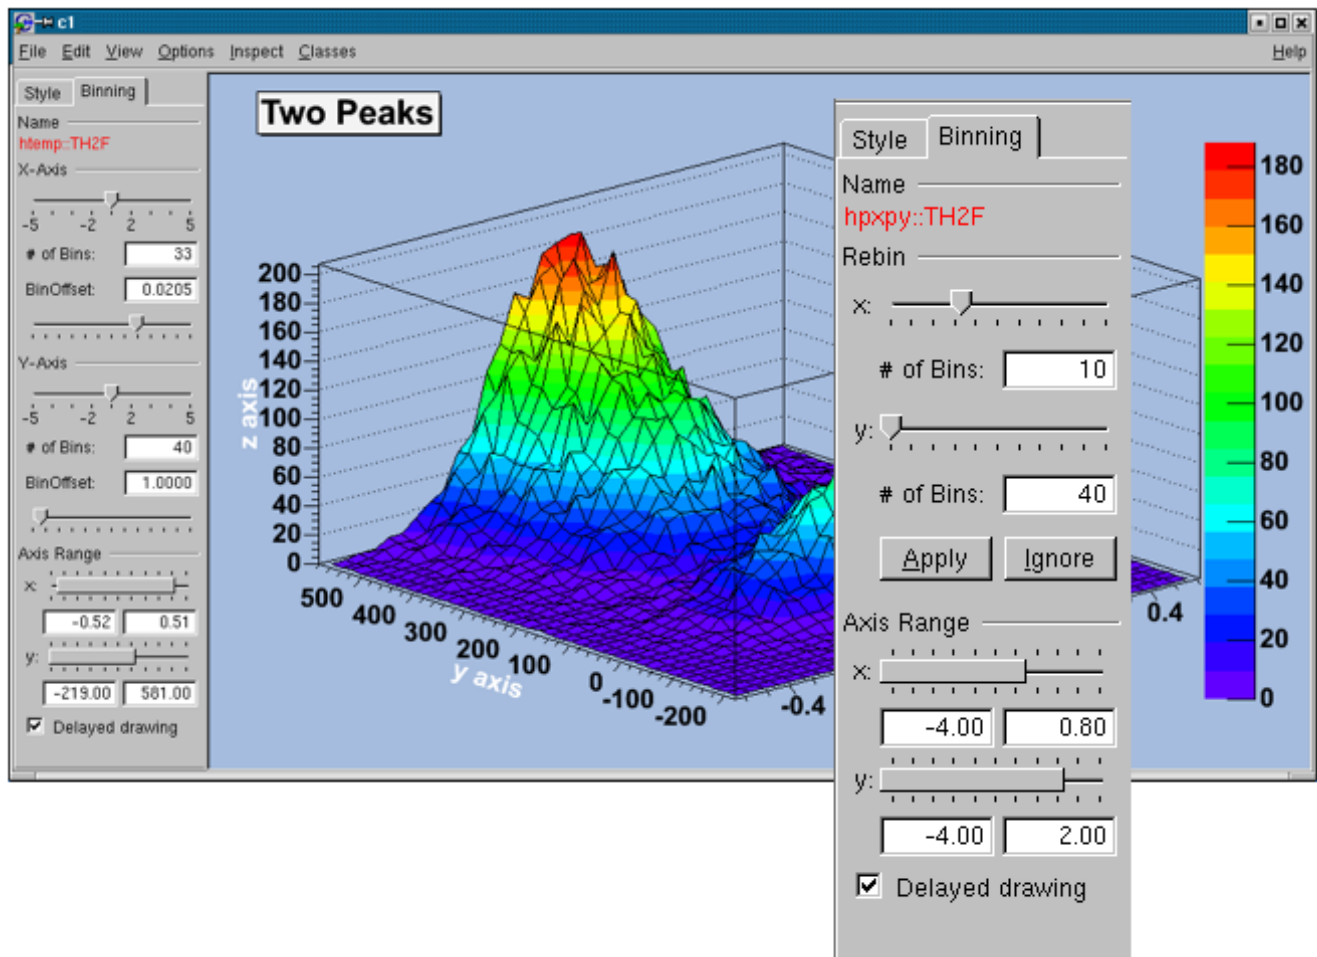 c1
File Edit View Options Inspect Classes Help
Style Binning
Name
htemp::TH2F
X-Axis
-5 -2 2 5
# of Bins: 33
BinOffset: 0.0205
Y-Axis
-5 -2 2 5
# of Bins: 40
BinOffset: 1.0000
Axis Range
x:
-0.52 0.51
y:
-219.00 581.00
Delayed drawing
Two Peaks
z axis
200
180
160
140
120
100
80
60
40
20
0
500 400 300 200 100 0 -100 -200
y axis
-0.4
0.4
Style Binning
Name
hpxpy::TH2F
Rebin
x:
# of Bins: 10
y:
# of Bins: 40
Apply Ignore
Axis Range
x:
-4.00 0.80
y:
-4.00 2.00
Delayed drawing
180
160
140
120
100
80
60
40
20
0